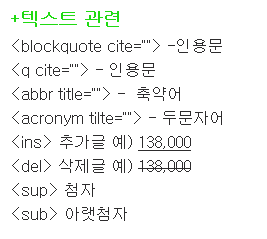 +텍스트 관련
<blockquote cite=""> -인용문
<q cite=""> - 인용문
<abbr title=""> - 축약어
<acronym tilte=""> - 두문자어
<ins> 추가글 예) 138,000
<del> 삭제글 예) 138,000
<sup> 첨자
<sub> 아랫첨자